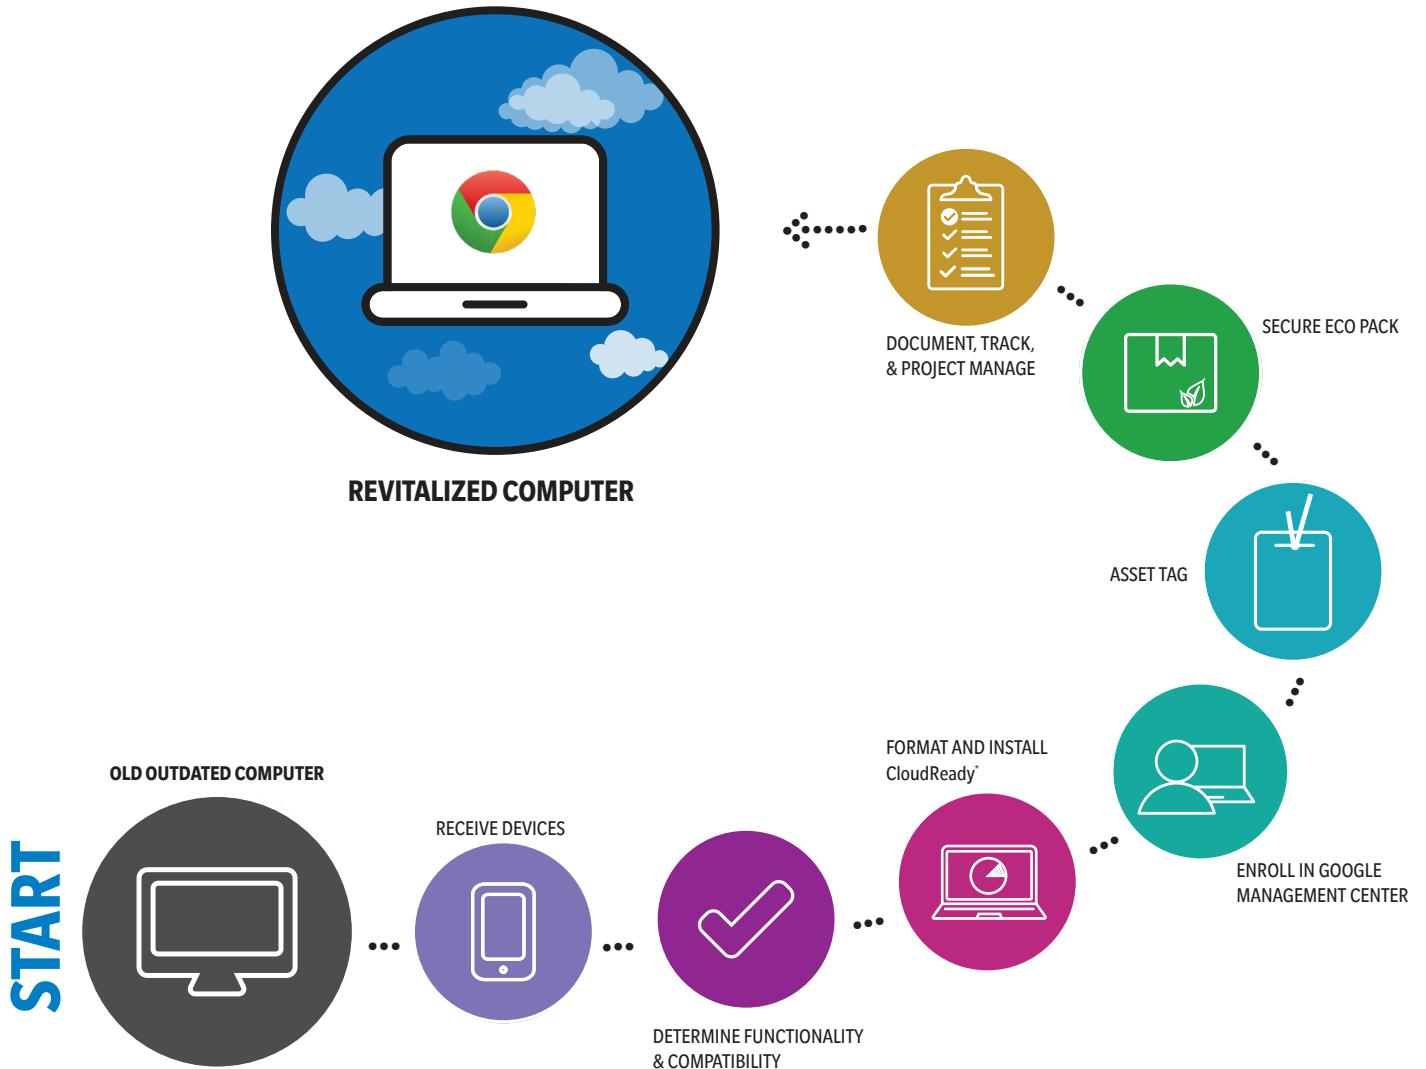 START
OLD OUTDATED COMPUTER
RECEIVE DEVICES
DETERMINE FUNCTIONALITY
& COMPATIBILITY
FORMAT AND INSTALL
CloudReady*
ENROLL IN GOOGLE
MANAGEMENT CENTER
ASSET TAG
SECURE ECO PACK
DOCUMENT, TRACK,
& PROJECT MANAGE
REVITALIZED COMPUTER